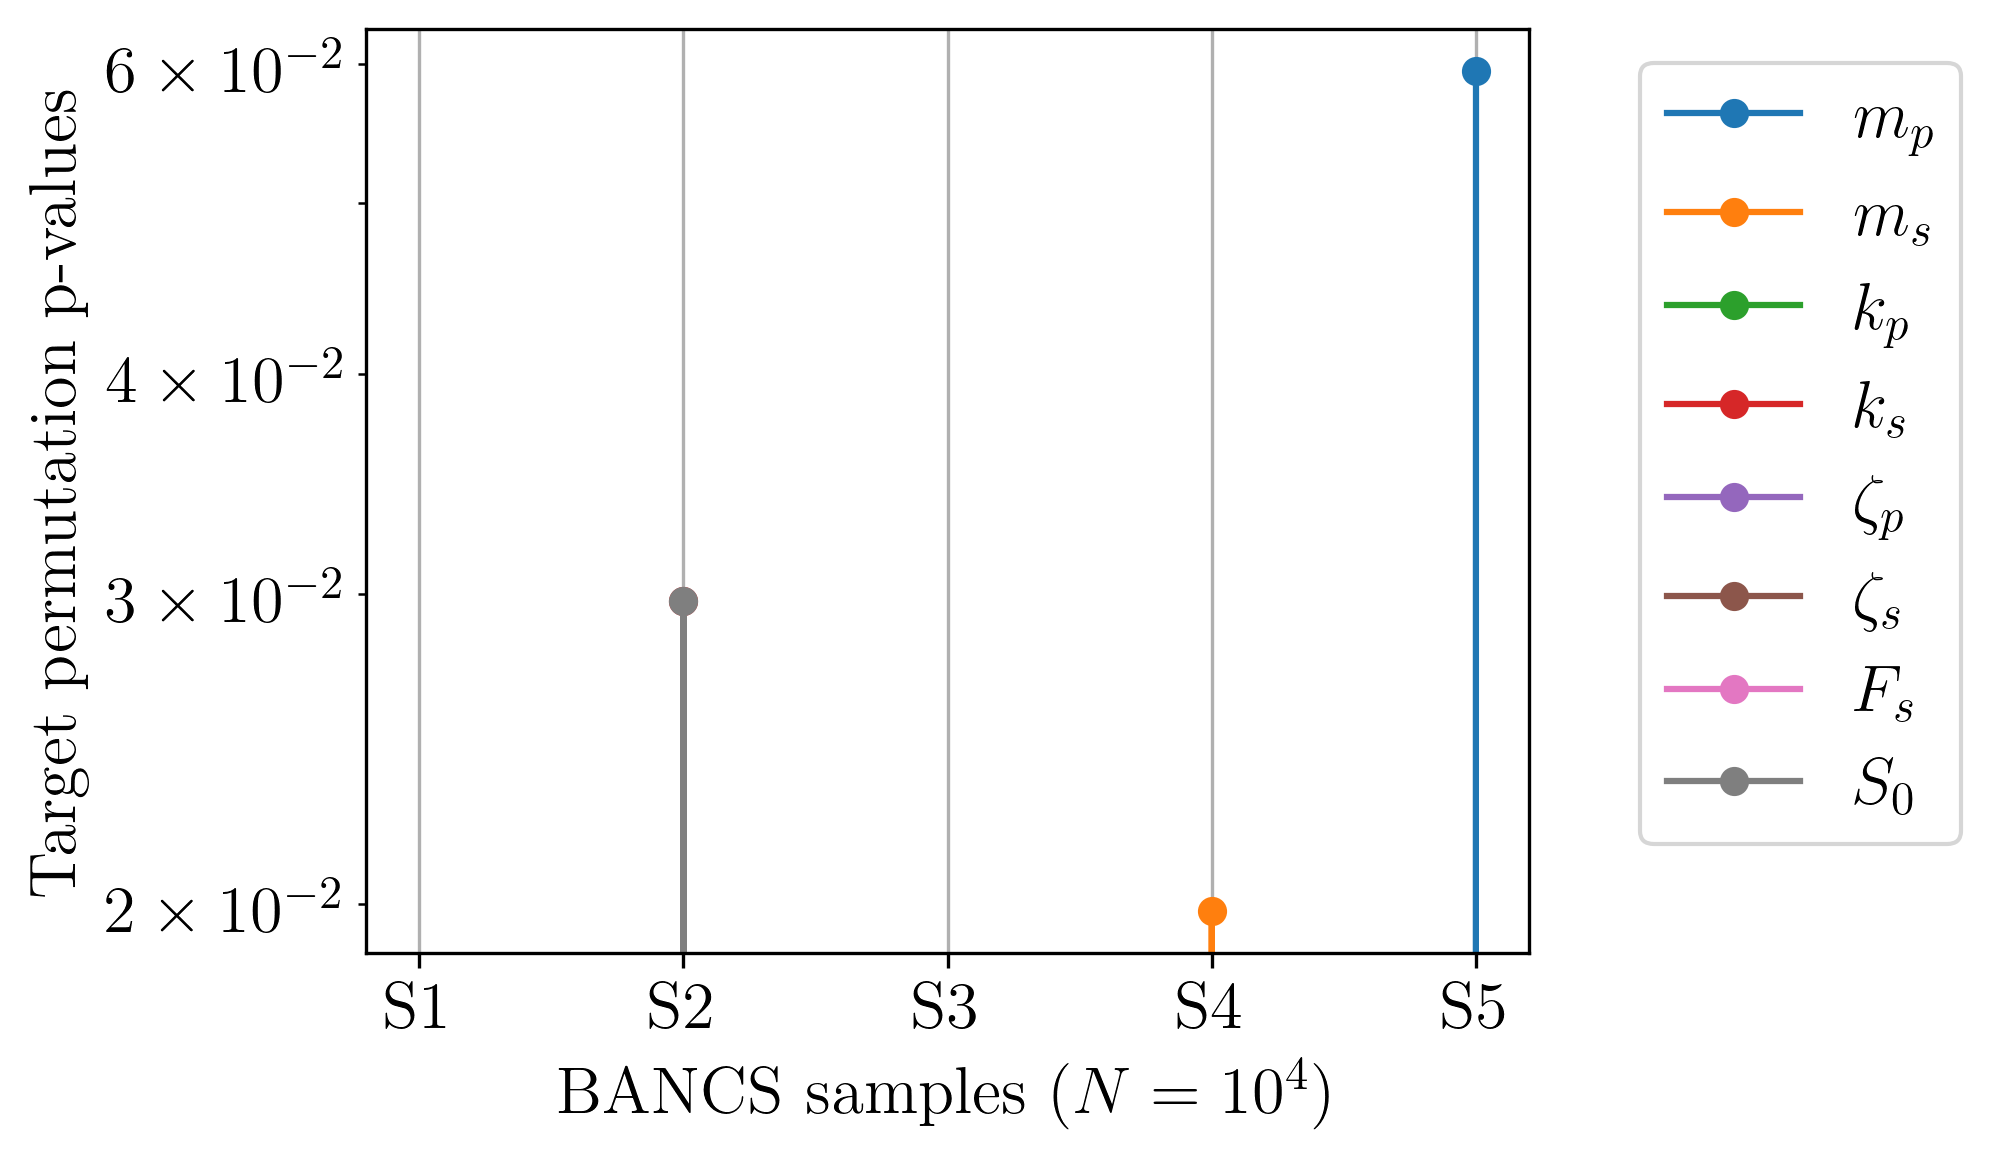 Target permutation p-values
6 × 10⁻²
4 × 10⁻²
3 × 10⁻²
2 × 10⁻²
S1 S2 S3 S4 S5
BANCS samples (N = 10⁴)
mₚ
mₛ
kₚ
kₛ
ζₚ
ζₛ
Fₛ
S₀